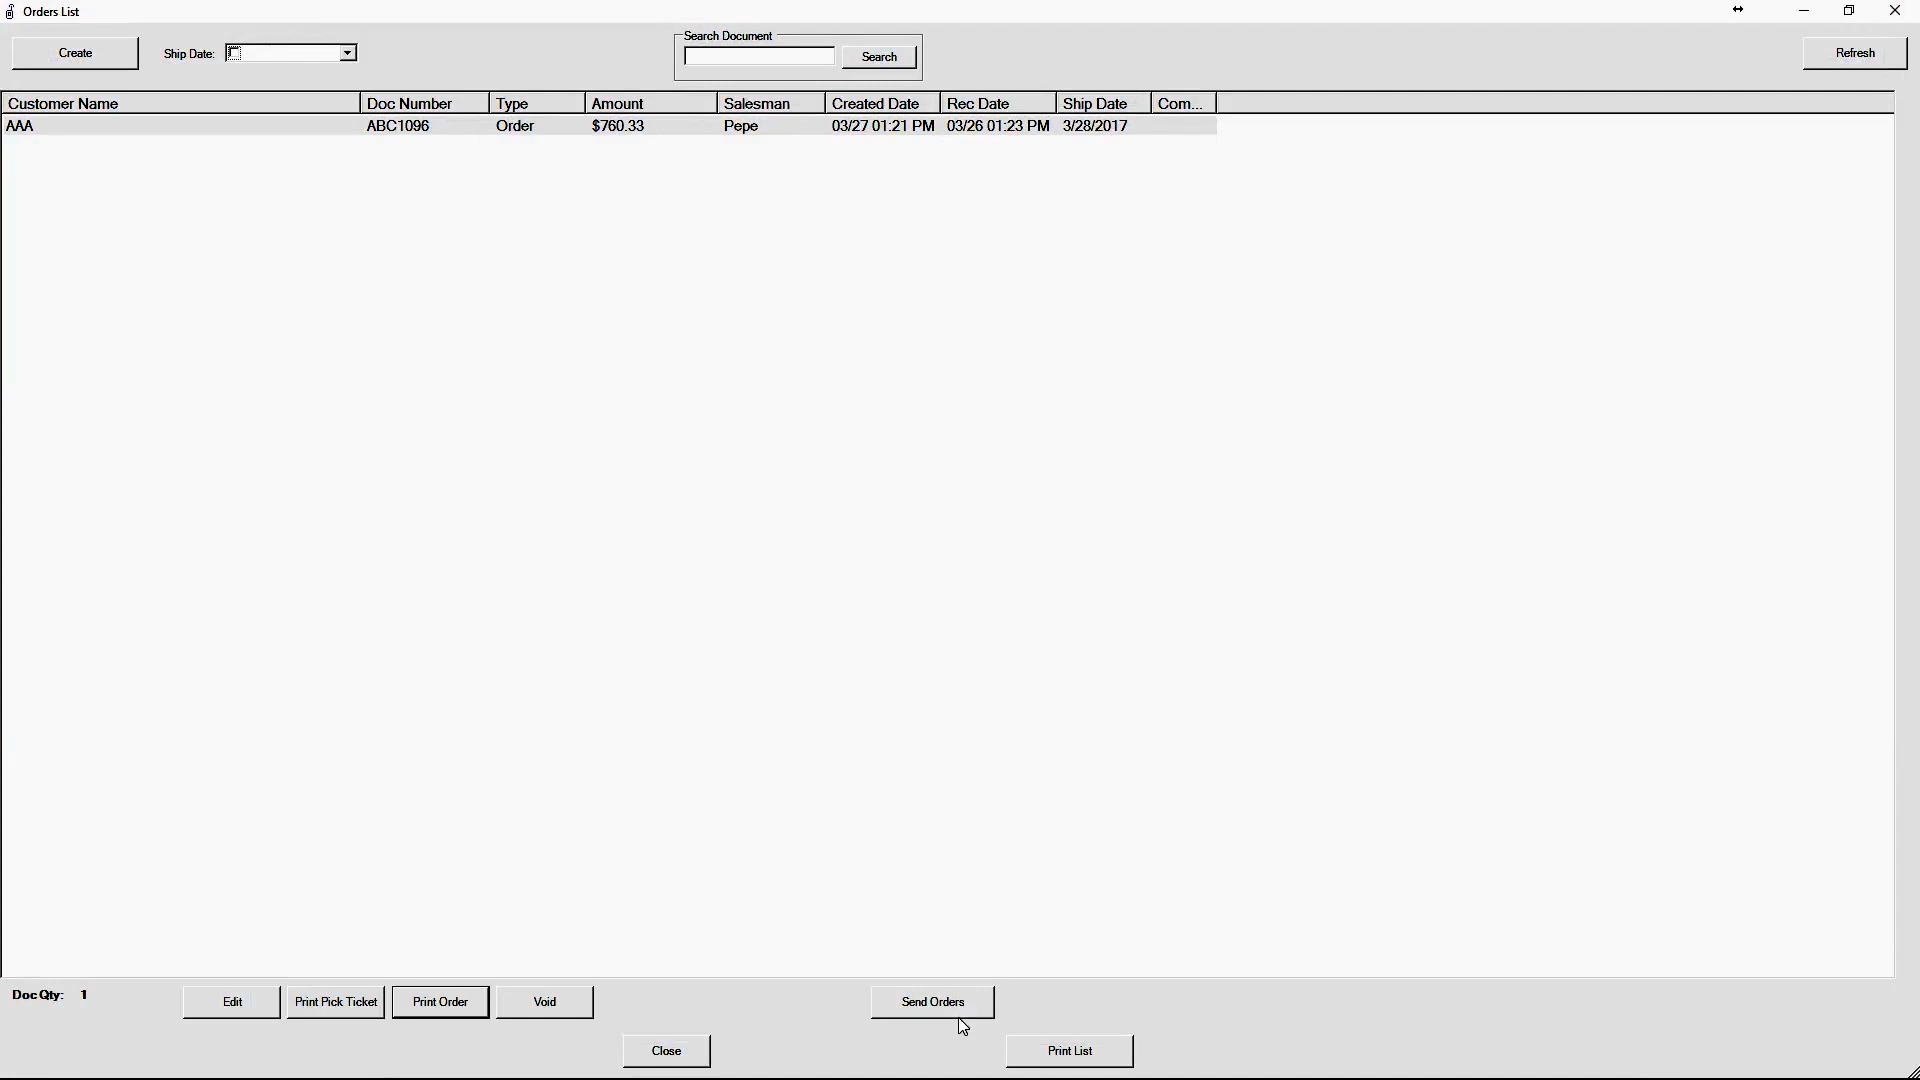 Orders List
Create Ship Date: Search Document Search Refresh
Customer Name Doc Number Type Amount Salesman Created Date Rec Date Ship Date Com...
AAA ABC1096 Order $760.33 Pepe 03/27 01:21 PM 03/26 01:23 PM 3/28/2017
Doc Qty: 1 Edit Print Pick Ticket Print Order Void Send Orders
Close Print List